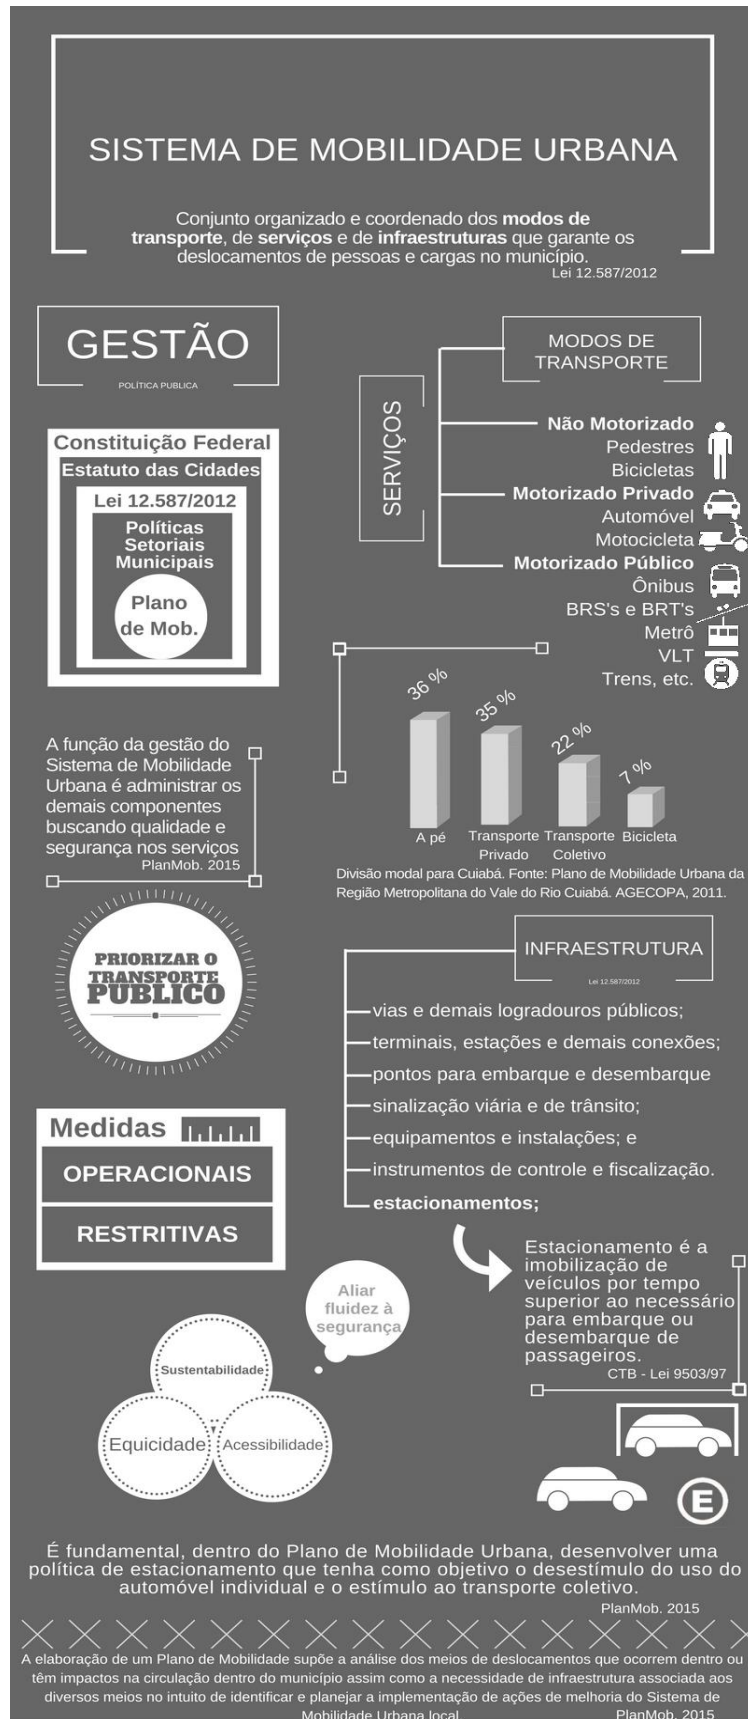 SISTEMA DE MOBILIDADE URBANA
Conjunto organizado e coordenado dos modos de
transporte, de serviços e de infraestruturas que garante os
deslocamentos de pessoas e cargas no município.
Lei 12.587/2012
GESTÃO
POLÍTICA PUBLICA
Constituição Federal
Estatuto das Cidades
Lei 12.587/2012
Políticas
Setoriais
Municipais
Plano
de Mob.
A função da gestão do
Sistema de Mobilidade
Urbana é administrar os
demais componentes
buscando qualidade e
segurança nos serviços
PlanMob. 2015
PRIORIZAR O
TRANSPORTE
PÚBLICO
Medidas
OPERACIONAIS
RESTRITIVAS
Aliar
fluidez à
segurança
Sustentabilidade
Equicidade
Acessibilidade
SERVIÇOS
MODOS DE
TRANSPORTE
Não Motorizado
Pedestres
Bicicletas
Motorizado Privado
Automóvel
Motocicleta
Motorizado Público
Ônibus
BRS's e BRT's
Metrô
VLT
Trens, etc.
36 %
35 %
22 %
7 %
A pé
Transporte
Privado
Transporte
Coletivo
Bicicleta
Divisão modal para Cuiabá. Fonte: Plano de Mobilidade Urbana da
Região Metropolitana do Vale do Rio Cuiabá. AGECOPA, 2011.
INFRAESTRUTURA
Lei 12.587/2012
vias e demais logradouros públicos;
terminais, estações e demais conexões;
pontos para embarque e desembarque
sinalização viária e de trânsito;
equipamentos e instalações; e
instrumentos de controle e fiscalização.
estacionamentos;
Estacionamento é a
imobilização de
veículos por tempo
superior ao necessário
para embarque ou
desembarque de
passageiros.
CTB - Lei 9503/97
E
É fundamental, dentro do Plano de Mobilidade Urbana, desenvolver uma
política de estacionamento que tenha como objetivo o desestímulo do uso do
automóvel individual e o estímulo ao transporte coletivo.
PlanMob. 2015
A elaboração de um Plano de Mobilidade supõe a análise dos meios de deslocamentos que ocorrem dentro ou
têm impactos na circulação dentro do município assim como a necessidade de infraestrutura associada aos
diversos meios no intuito de identificar e planejar a implementação de ações de melhoria do Sistema de
Mobilidade Urbana local
PlanMob. 2015